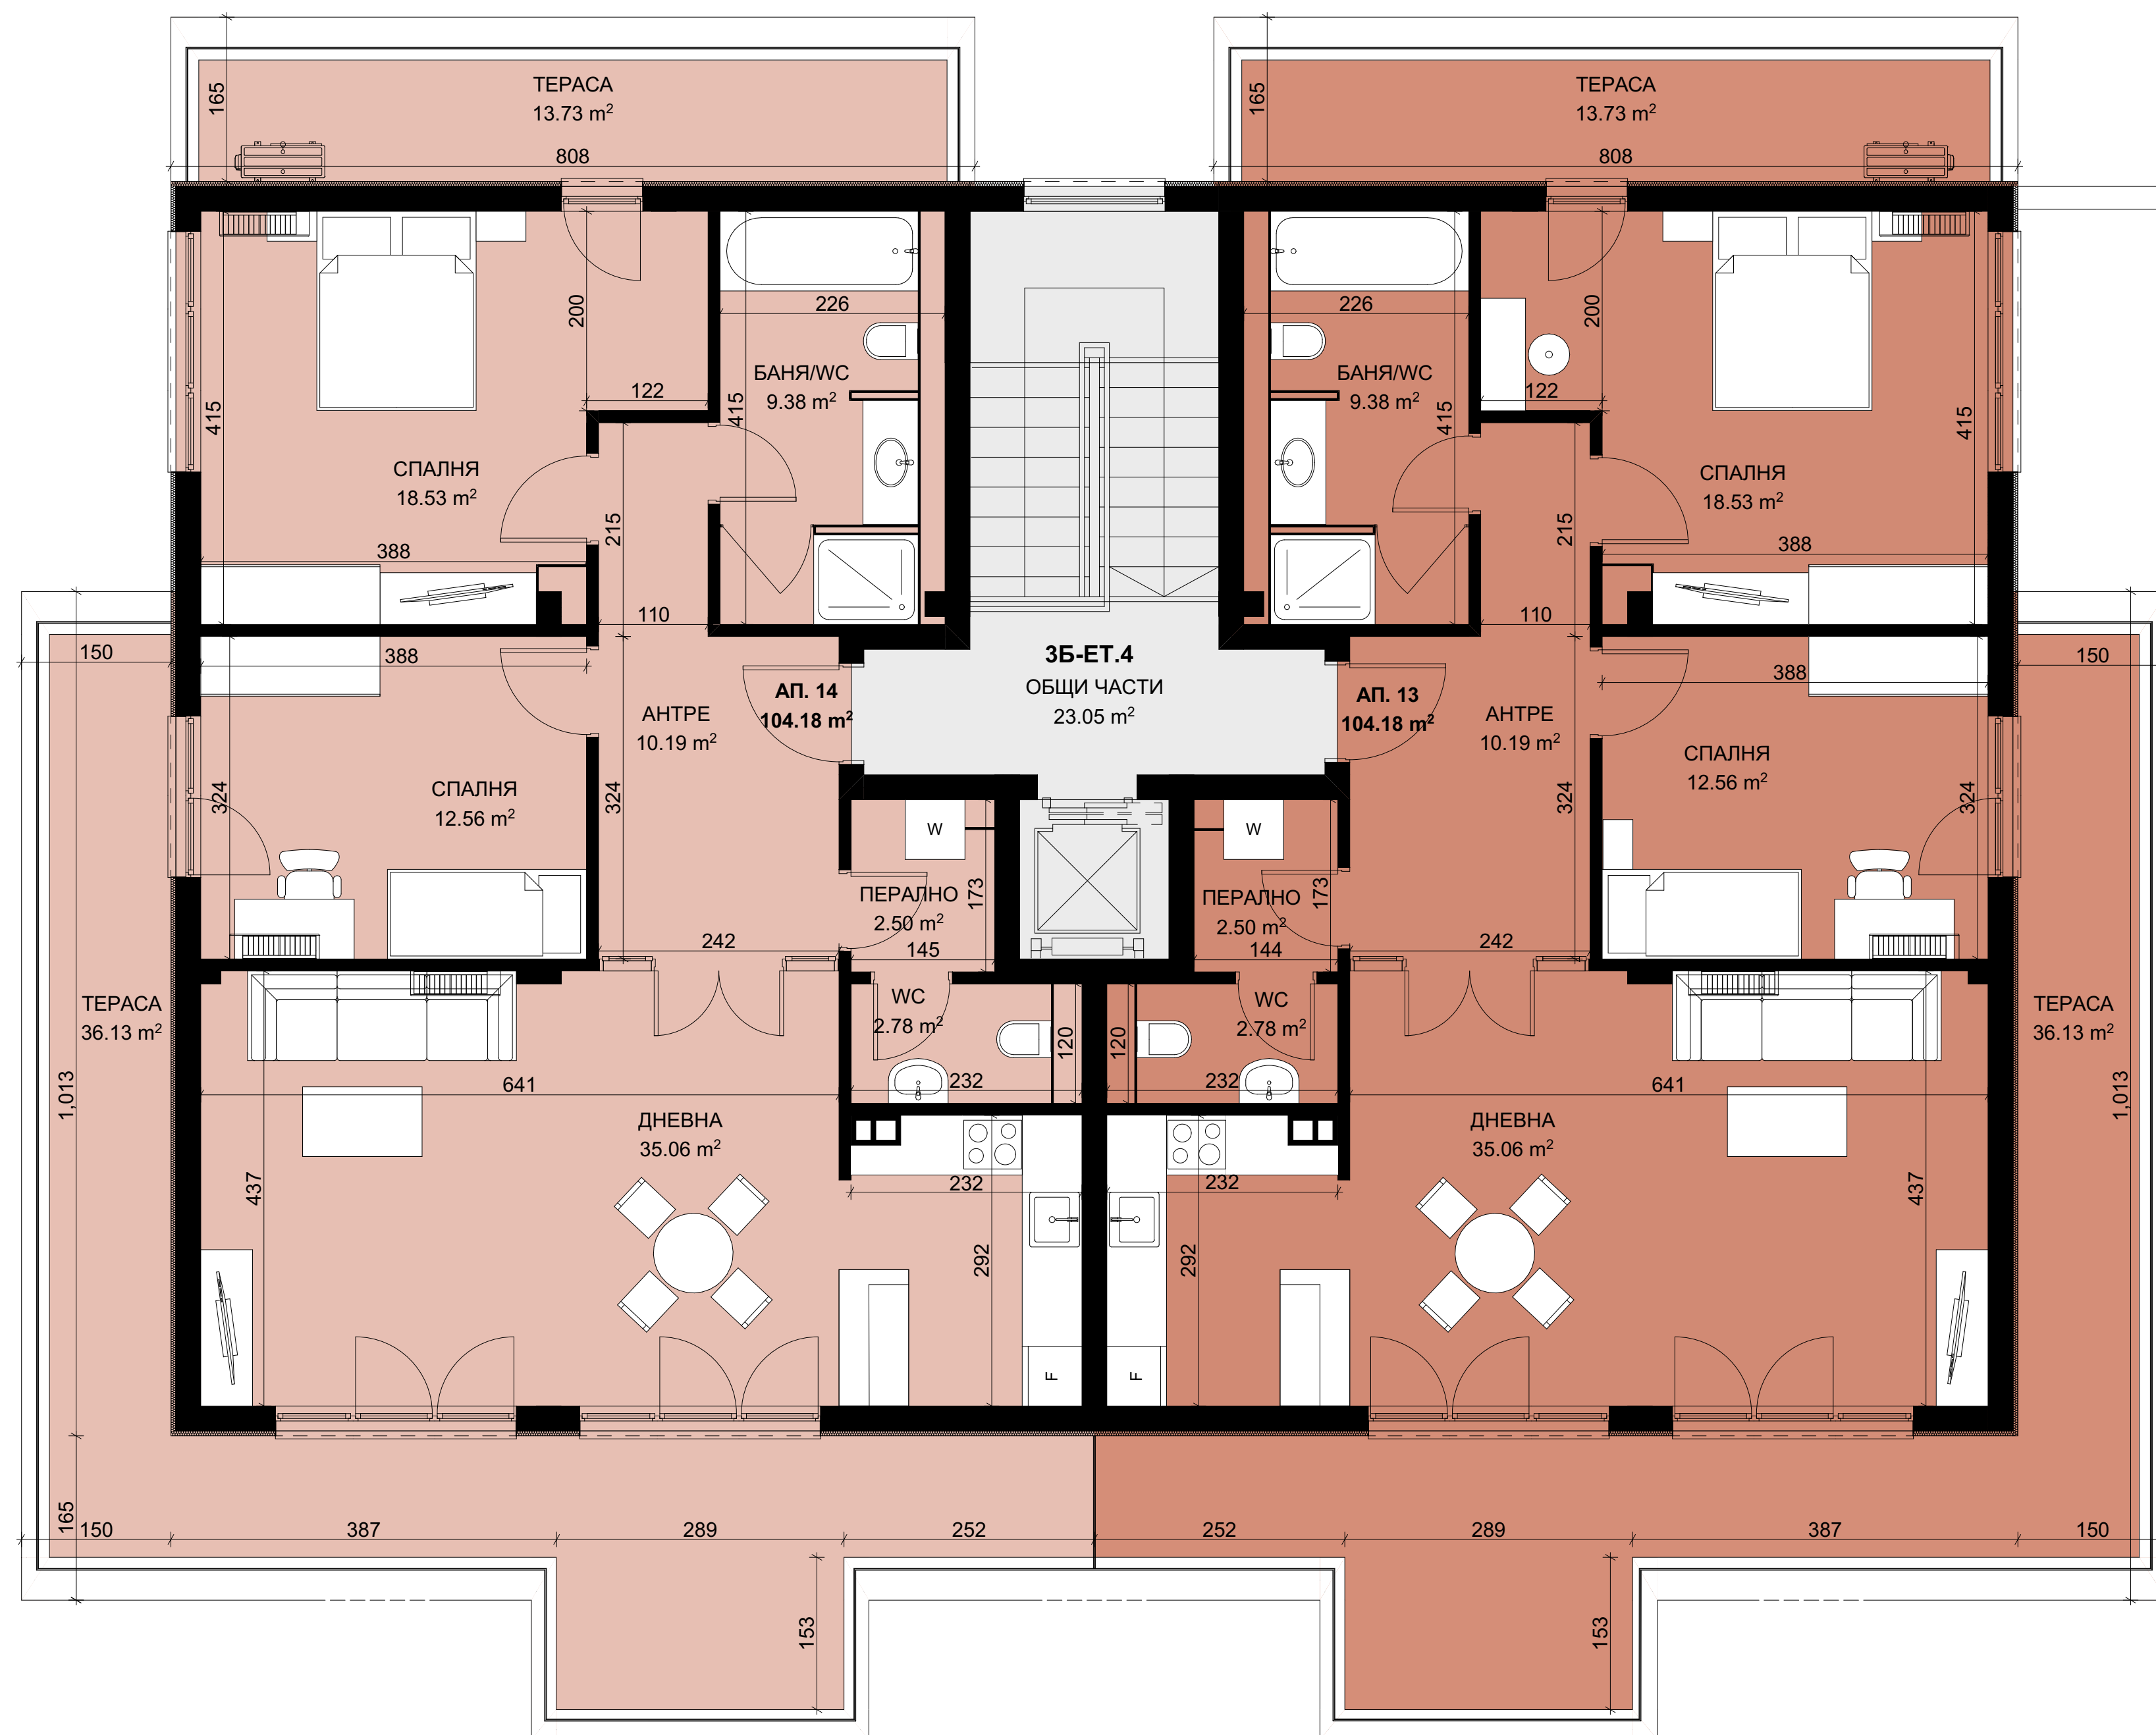 ТЕРАСА
13.73 m²
165
808
ТЕРАСА
13.73 m²
165
808
200
122
415
СПАЛНЯ
18.53 m²
388
226
БАНЯ/WC
9.38 m²
415
215
110
226
БАНЯ/WC
9.38 m²
415
200
122
СПАЛНЯ
18.53 m²
415
388
215
110
150
388
324
СПАЛНЯ
12.56 m²
АНТРЕ
10.19 m²
324
242
АП. 14
104.18 m²
3Б-ЕТ.4
ОБЩИ ЧАСТИ
23.05 m²
АП. 13
104.18 m²
АНТРЕ
10.19 m²
324
242
388
СПАЛНЯ
12.56 m²
324
150
W
ПЕРАЛНО
2.50 m²
173
145
W
ПЕРАЛНО
2.50 m²
173
144
ТЕРАСА
36.13 m²
1,013
WC
2.78 m²
120
232
WC
2.78 m²
120
232
ТЕРАСА
36.13 m²
1,013
641
ДНЕВНА
35.06 m²
437
232
292
F
641
ДНЕВНА
35.06 m²
437
232
292
F
165
150
387
289
252
252
289
387
150
153
153